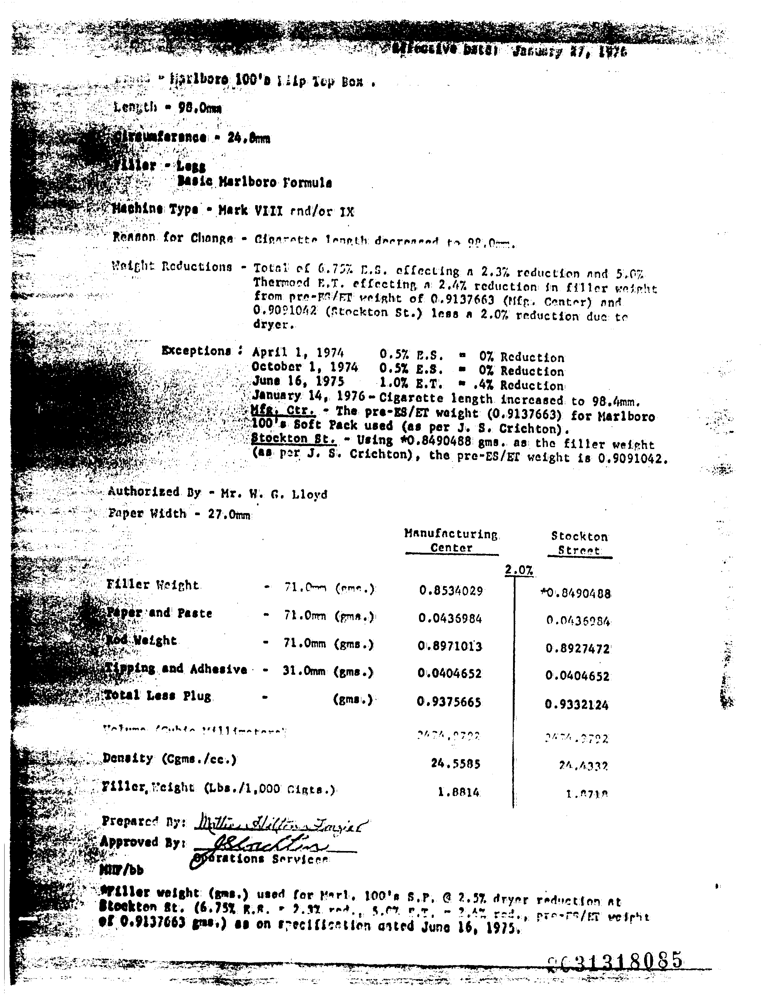 Effective Date: January 27, 1976
Brand - Marlboro 100's Flip Top Box .
Length - 98.0mm
Circumference - 24.8mm
Filler - Legg
Basic Marlboro Formula
Machine Type - Mark VIII and/or IX
Reason for Change - Cigarette length decreased to 98.0mm.
Weight Reductions - Total of 6.75% E.S. effecting a 2.3% reduction and 5.0%
Thermoed E.T. effecting a 2.4% reduction in filler weight
from pre-ES/ET weight of 0.9137663 (Mfg. Center) and
0.9091042 (Stockton St.) less a 2.0% reduction due to
dryer.
Exceptions : April 1, 1974 0.5% E.S. = 0% Reduction
October 1, 1974 0.5% E.S. = 0% Reduction
June 16, 1975 1.0% E.T. = .4% Reduction
January 14, 1976 - Cigarette length increased to 98.4mm.
Mfg. Ctr. - The pre-ES/ET weight (0.9137663) for Marlboro
100's Soft Pack used (as per J. S. Crichton).
Stockton St. - Using *0.8490488 gms. as the filler weight
(as per J. S. Crichton), the pre-ES/ET weight is 0.9091042.
Authorized By - Mr. W. G. Lloyd
Paper Width - 27.0mm
Manufacturing Stockton
Center Street
2.0%
Filler Weight - 71.0mm (gms.) 0.8534029 *0.8490488
Paper and Paste - 71.0mm (gms.) 0.0436984 0.0436984
Rod Weight - 71.0mm (gms.) 0.8971013 0.8927472
Tipping and Adhesive - 31.0mm (gms.) 0.0404652 0.0404652
Total Less Plug - (gms.) 0.9375665 0.9332124
Volume (Cubic Millimeters)
Density (Cgms./cc.) 24.5585 24.4332
Filler Weight (Lbs./1,000 Cigts.) 1.8814 1.8718
Prepared By: Mattie Hilton Frazier
Approved By:
Operations Services
MHF/bb
*Filler weight (gms.) used for Marl. 100's S.P. @ 2.5% dryer reduction at
Stockton St. (6.75% E.S. = 2.3% red., 5.0% E.T. = 2.4% red., pre-ES/ET weight
of 0.9137663 gms.) as on specification dated June 16, 1975.
2031318085